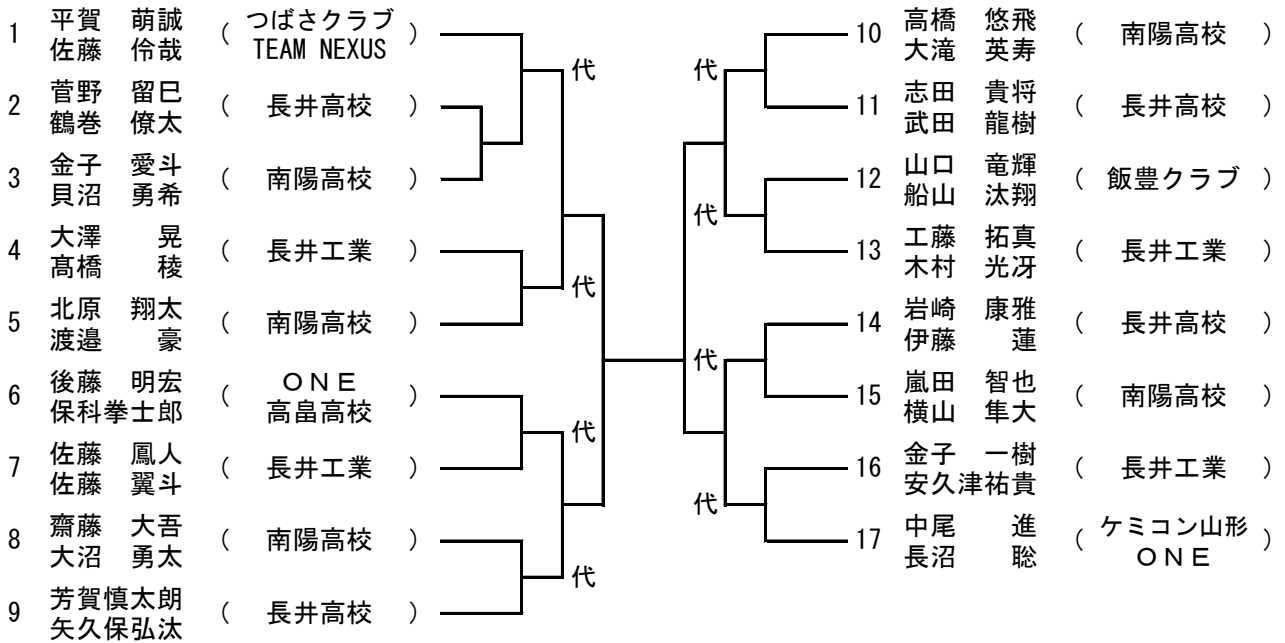 1 平賀　萌誠 ( つばさクラブ )
佐藤　伶哉 TEAM NEXUS
代
2 菅野　留巳 ( 長井高校 )
鶴巻　僚太
3 金子　愛斗 ( 南陽高校 )
貝沼　勇希
4 大澤　　晃 ( 長井工業 )
髙橋　　稜
代
5 北原　翔太 ( 南陽高校 )
渡邉　　豪
6 後藤　明宏 ( ＯＮＥ )
保科拳士郎 高畠高校
代
7 佐藤　鳳人 ( 長井工業 )
佐藤　翼斗
8 齋藤　大吾 ( 南陽高校 )
大沼　勇太
代
9 芳賀慎太朗 ( 長井高校 )
矢久保弘汰
10 高橋　悠飛 ( 南陽高校 )
大滝　英寿
代
11 志田　貴将 ( 長井高校 )
武田　龍樹
12 山口　竜輝 ( 飯豊クラブ )
船山　汰翔
代
13 工藤　拓真 ( 長井工業 )
木村　光冴
14 岩崎　康雅 ( 長井高校 )
伊藤　　蓮
代
15 嵐田　智也 ( 南陽高校 )
横山　隼大
16 金子　一樹 ( 長井工業 )
安久津祐貴
代
17 中尾　　進 ( ケミコン山形 )
長沼　　聡 ＯＮＥ